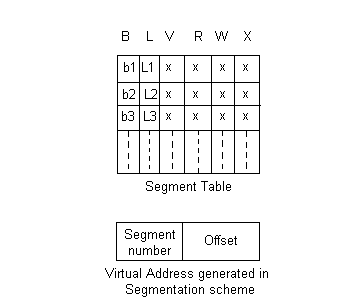 B L V R W X
b1 L1 x x x x
b2 L2 x x x x
b3 L3 x x x x
Segment Table
Segment number
Offset
Virtual Address generated in
Segmentation scheme